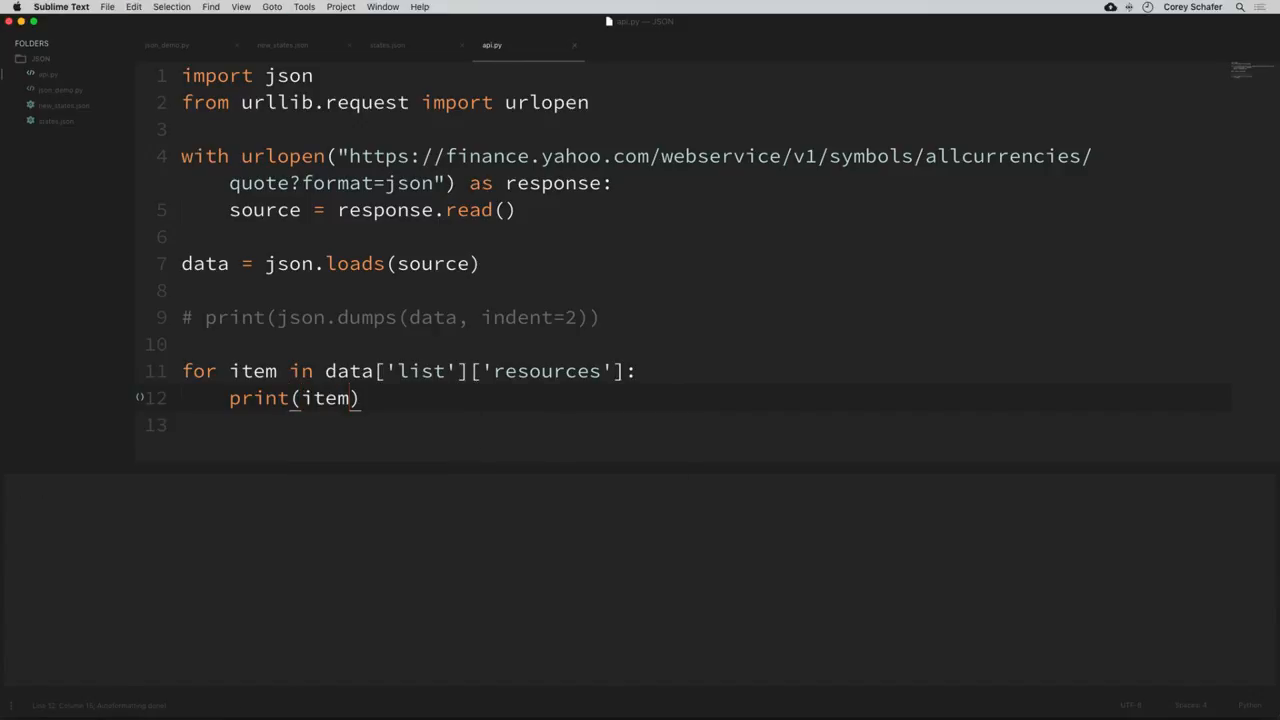 Sublime Text File Edit Selection Find View Goto Tools Project Window Help Corey Schafer
api.py — JSON
FOLDERS
JSON
api.py
json_demo.py
new_states.json
states.json
json_demo.py new_states.json states.json api.py
1 import json
2 from urllib.request import urlopen
3
4 with urlopen("https://finance.yahoo.com/webservice/v1/symbols/allcurrencies/
quote?format=json") as response:
5 source = response.read()
6
7 data = json.loads(source)
8
9 # print(json.dumps(data, indent=2))
10
11 for item in data['list']['resources']:
12 print(item)
13
Line 12, Column 15, Autoformatting done! UTF-8 Spaces: 4 Python